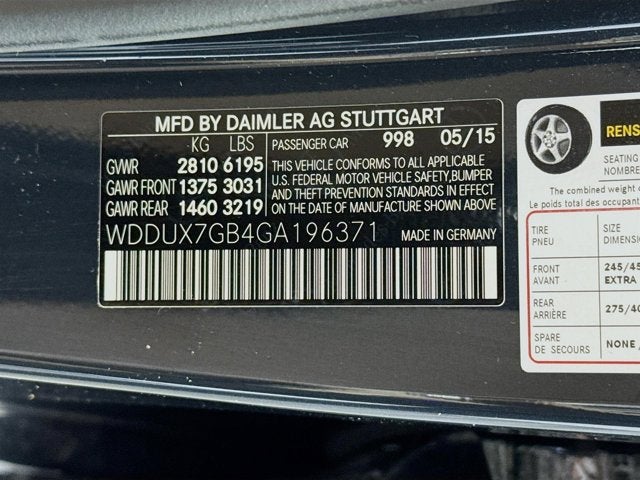 MFD BY DAIMLER AG STUTTGART
KG LBS PASSENGER CAR 998 05/15
GVWR 2810 6195
GAWR FRONT 1375 3031
GAWR REAR 1460 3219
THIS VEHICLE CONFORMS TO ALL
U.S. FEDERAL MOTOR VEHICLE SAFETY,BUMPER
AND THEFT PREVENTION STANDARDS IN EFFECT
ON THE DATE OF MANUFACTURE SHOWN ABOVE.
WDDUX7GB4GA196371 MADE IN GERMANY
RENS
SEATING
NOMBRE
The combined weight
Le poids total des occupant
TIRE
PNEU
SIZE
DIMENSION
FRONT
AVANT
245/45
EXTRA
REAR
ARRIÈRE
275/40
SPARE
DE SECOURS
NONE